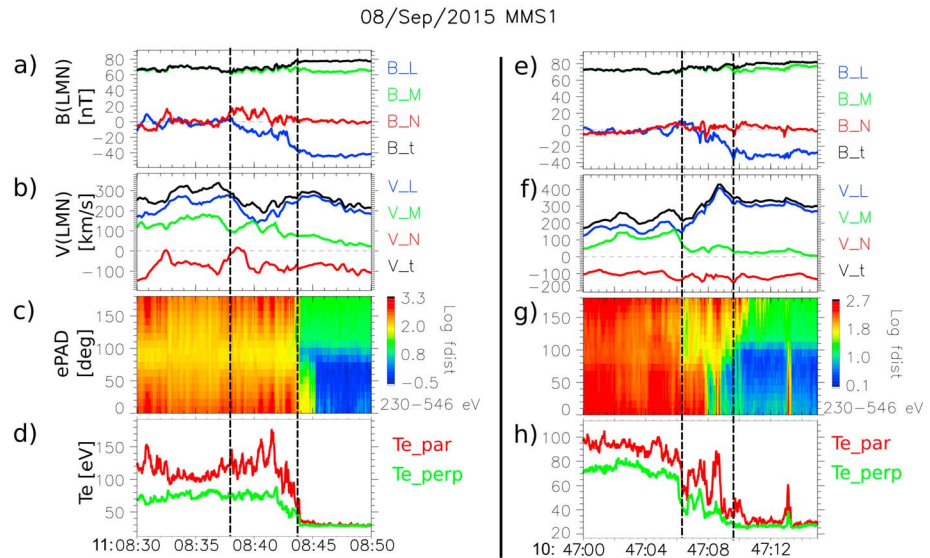 08/Sep/2015 MMS1
a)
B(LMN)
[nT]
80
60
40
20
0
−20
−40
B_L
B_M
B_N
B_t
b)
V(LMN)
[km/s]
300
200
100
0
−100
V_L
V_M
V_N
V_t
c)
ePAD
[deg]
150
100
50
0
3.3
2.0
0.8
−0.5
Log fdist
230−546 eV
d)
Te [eV]
150
100
50
Te_par
Te_perp
11:08:30 08:35 08:40 08:45 08:50
e)
80
60
40
20
0
−20
−40
B_L
B_M
B_N
B_t
f)
400
300
200
100
0
−100
−200
V_L
V_M
V_N
V_t
g)
150
100
50
0
2.7
1.8
1.0
0.1
Log fdist
230−546 eV
h)
100
80
60
40
20
Te_par
Te_perp
10: 47:00 47:04 47:08 47:12